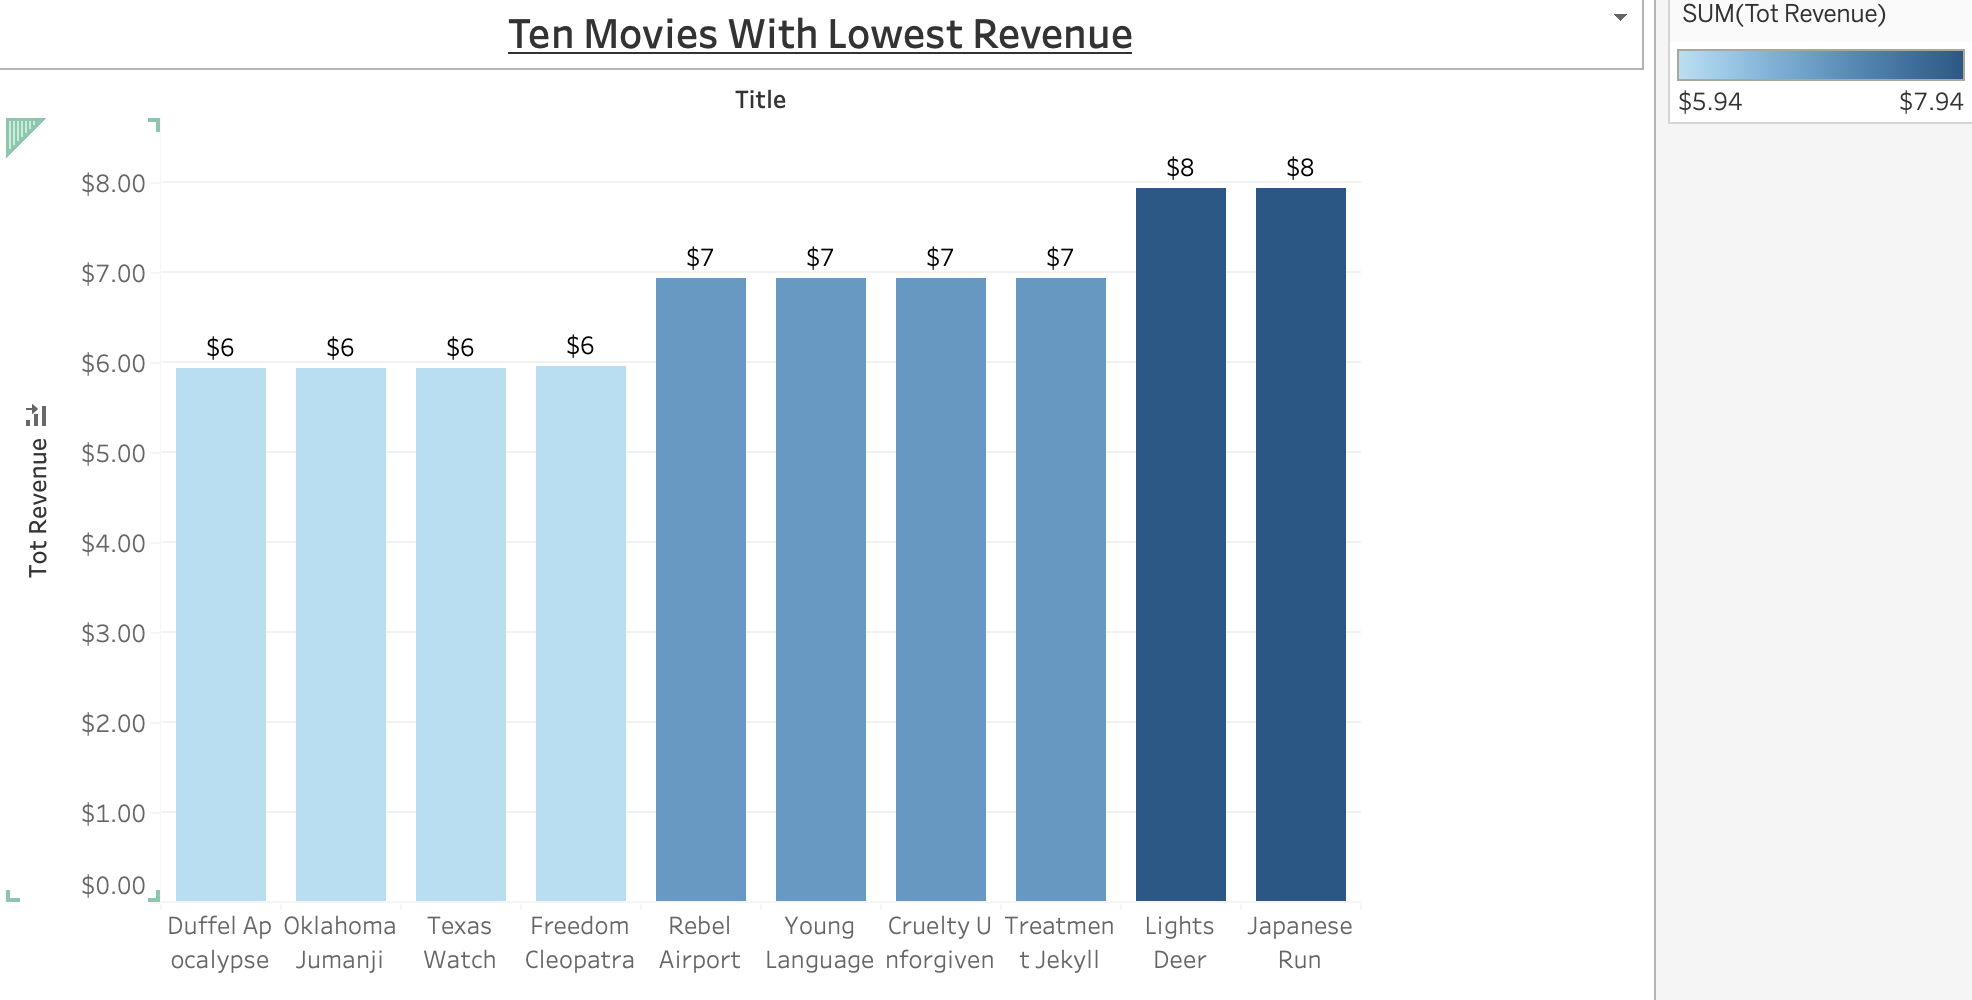 Ten Movies With Lowest Revenue
SUM(Tot Revenue)
$5.94 $7.94
Title
Tot Revenue
$8.00
$7.00
$6.00
$5.00
$4.00
$3.00
$2.00
$1.00
$0.00
$6 $6 $6 $6 $7 $7 $7 $7 $8 $8
Duffel Ap Oklahoma Texas Freedom Rebel Young Cruelty U Treatmen Lights Japanese
ocalypse Jumanji Watch Cleopatra Airport Language nforgiven t Jekyll Deer Run